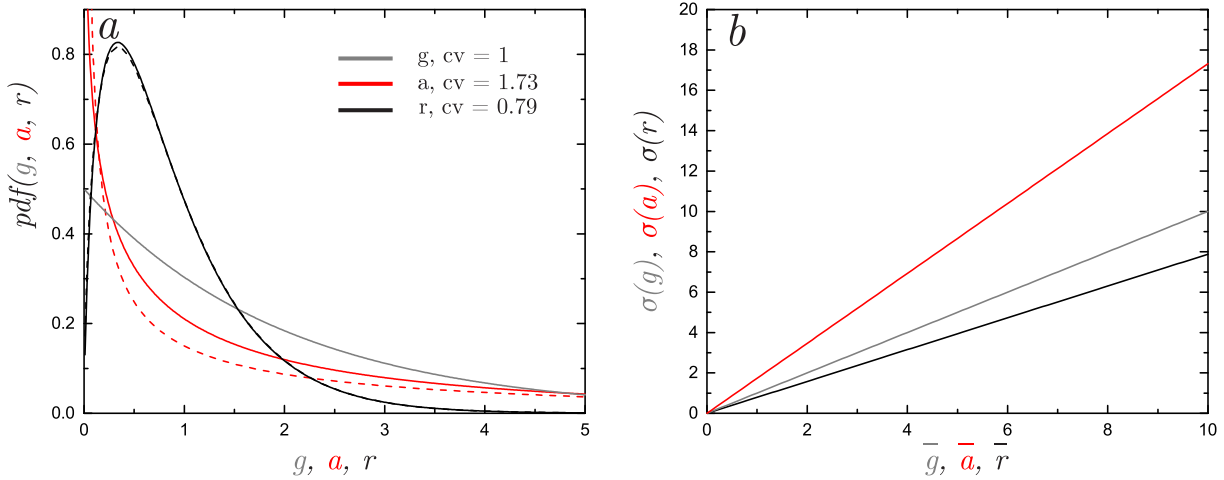 a
g, cv = 1
a, cv = 1.73
r, cv = 0.79
pdf(g, a, r)
0.8
0.6
0.4
0.2
0.0
0 1 2 3 4 5
g, a, r
b
σ(g), σ(a), σ(r)
20
18
16
14
12
10
8
6
4
2
0
0 2 4 6 8 10
g̅, a̅, r̅